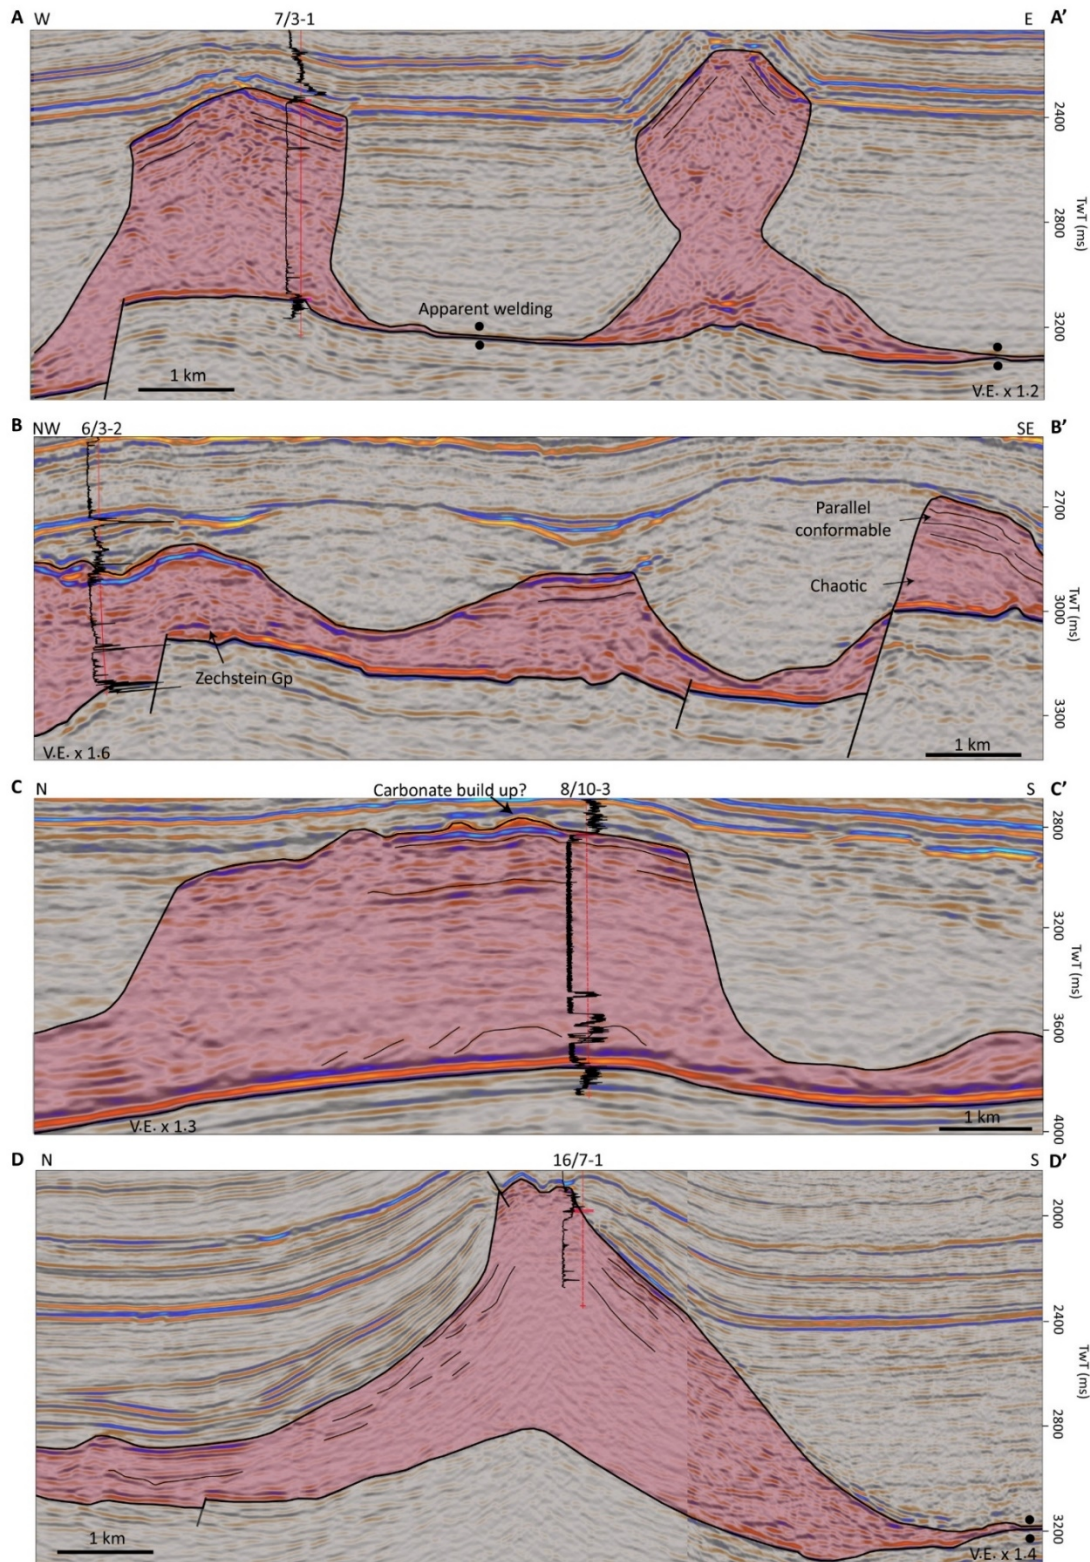 A W 7/3-1 E A'
2400
2800
TwT (ms)
3200
Apparent welding
1 km
V.E. x 1.2
B NW 6/3-2 SE B'
2700
Parallel
conformable
Chaotic
3000
TwT (ms)
Zechstein Gp
3300
V.E. x 1.6
1 km
C N Carbonate build up? 8/10-3 S C'
2800
3200
TwT (ms)
3600
1 km
V.E. x 1.3
4000
D N 16/7-1 S D'
2000
2400
TwT (ms)
2800
1 km
3200
V.E. x 1.4